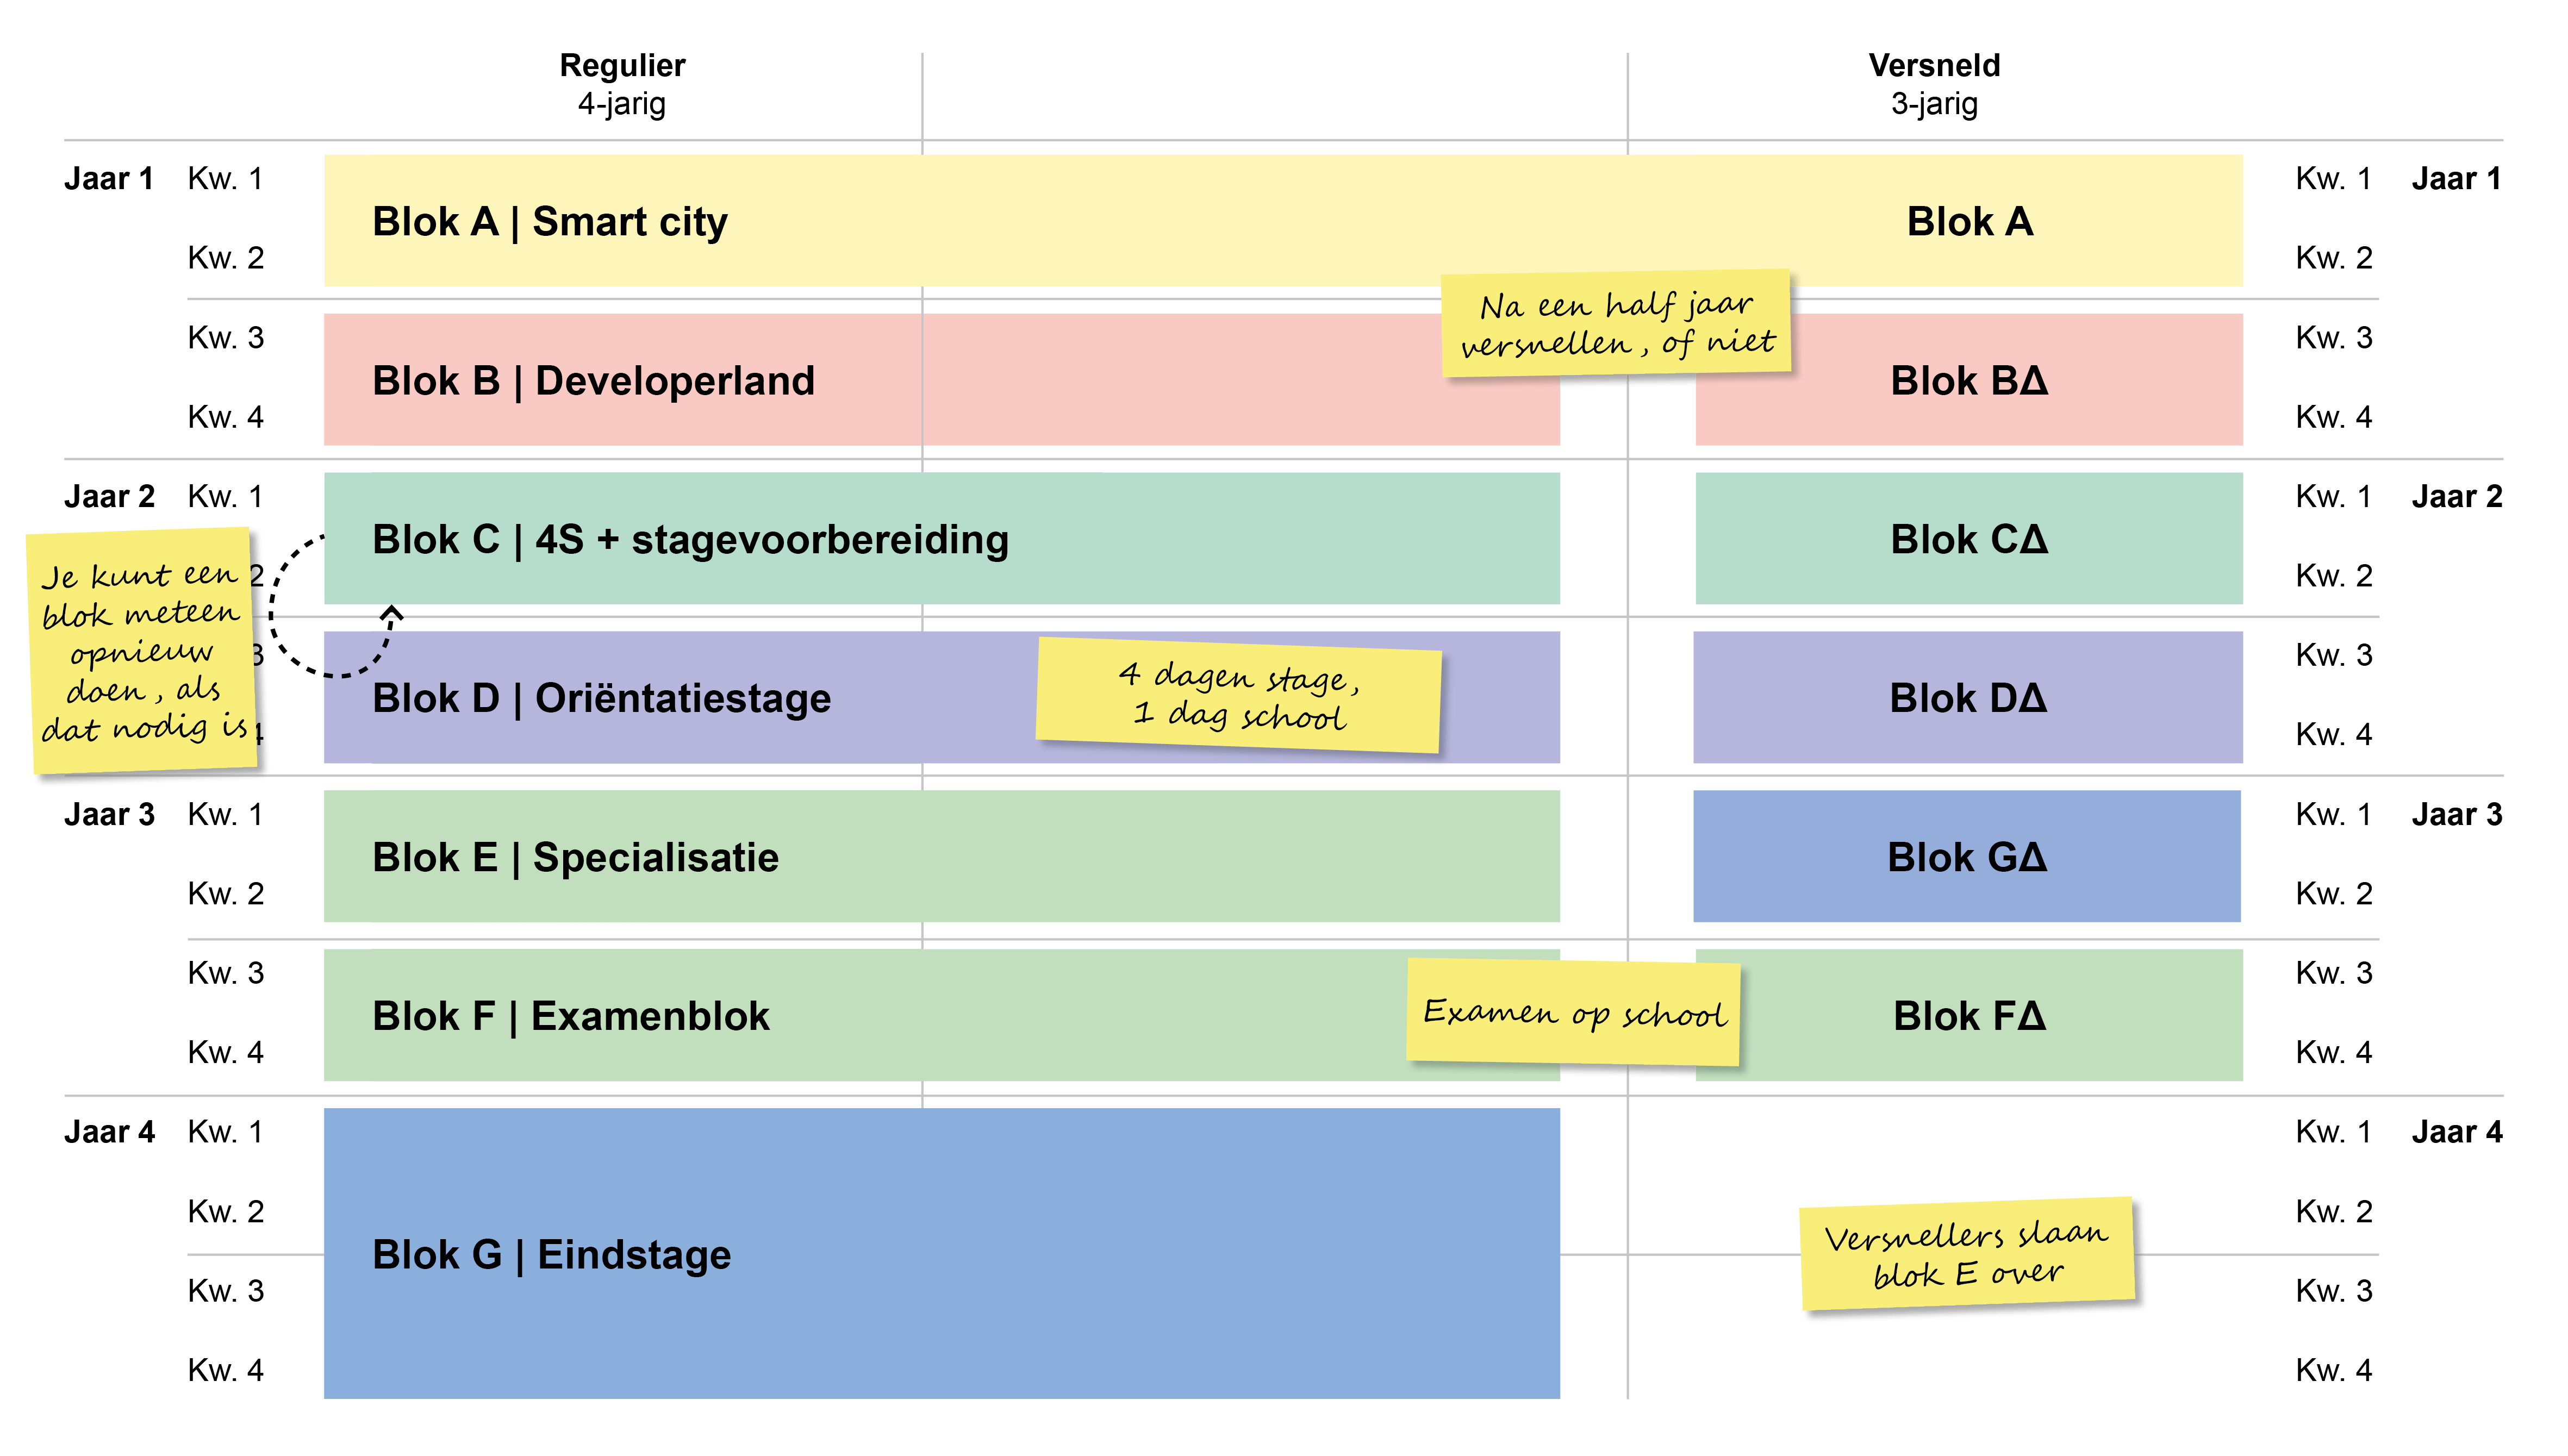 Regulier
4-jarig
Versneld
3-jarig
Jaar 1 Kw. 1
Kw. 2
Blok A | Smart city
Blok A
Kw. 1 Jaar 1
Kw. 2
Na een half jaar
versnellen, of niet
Kw. 3
Kw. 4
Blok B | Developerland
Blok BΔ
Kw. 3
Kw. 4
Jaar 2 Kw. 1
2
Blok C | 4S + stagevoorbereiding
Blok CΔ
Kw. 1 Jaar 2
Kw. 2
Je kunt een
blok meteen
opnieuw
doen, als
dat nodig is
3
4
Blok D | Oriëntatiestage
4 dagen stage,
1 dag school
Blok DΔ
Kw. 3
Kw. 4
Jaar 3 Kw. 1
Kw. 2
Blok E | Specialisatie
Blok GΔ
Kw. 1 Jaar 3
Kw. 2
Kw. 3
Kw. 4
Blok F | Examenblok
Examen op school
Blok FΔ
Kw. 3
Kw. 4
Jaar 4 Kw. 1
Kw. 2
Kw. 3
Kw. 4
Blok G | Eindstage
Versnellers slaan
blok E over
Kw. 1 Jaar 4
Kw. 2
Kw. 3
Kw. 4